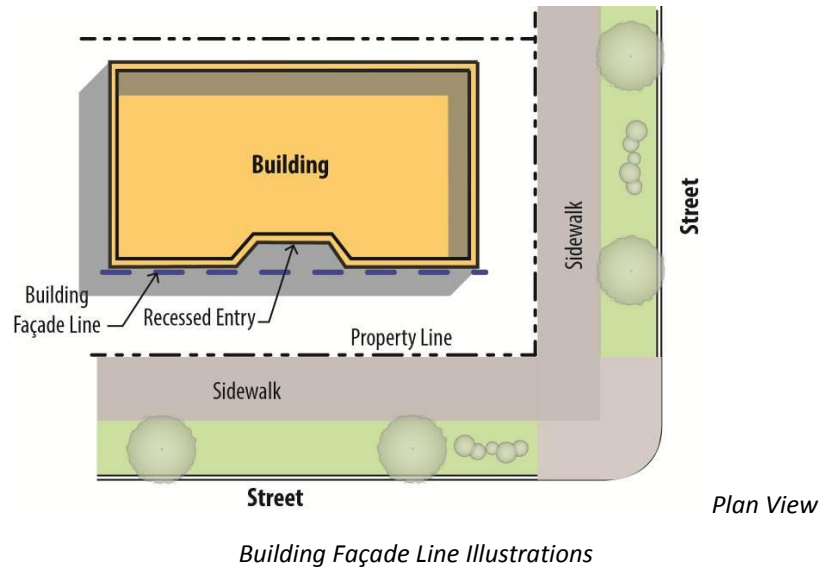 Building
Sidewalk
Street
Building
Façade Line
Recessed Entry
Property Line
Sidewalk
Street
Plan View
Building Façade Line Illustrations